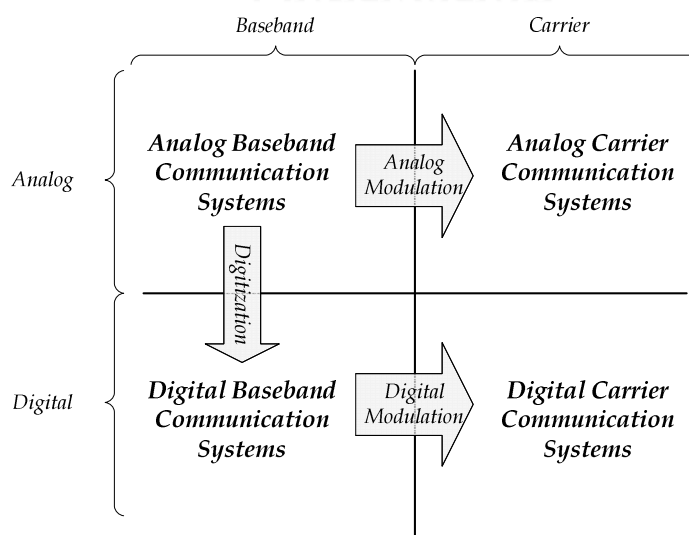 Baseband
Carrier
Analog
Analog Baseband
Communication
Systems
Analog
Modulation
Analog Carrier
Communication
Systems
Digitization
Digital
Digital Baseband
Communication
Systems
Digital
Modulation
Digital Carrier
Communication
Systems